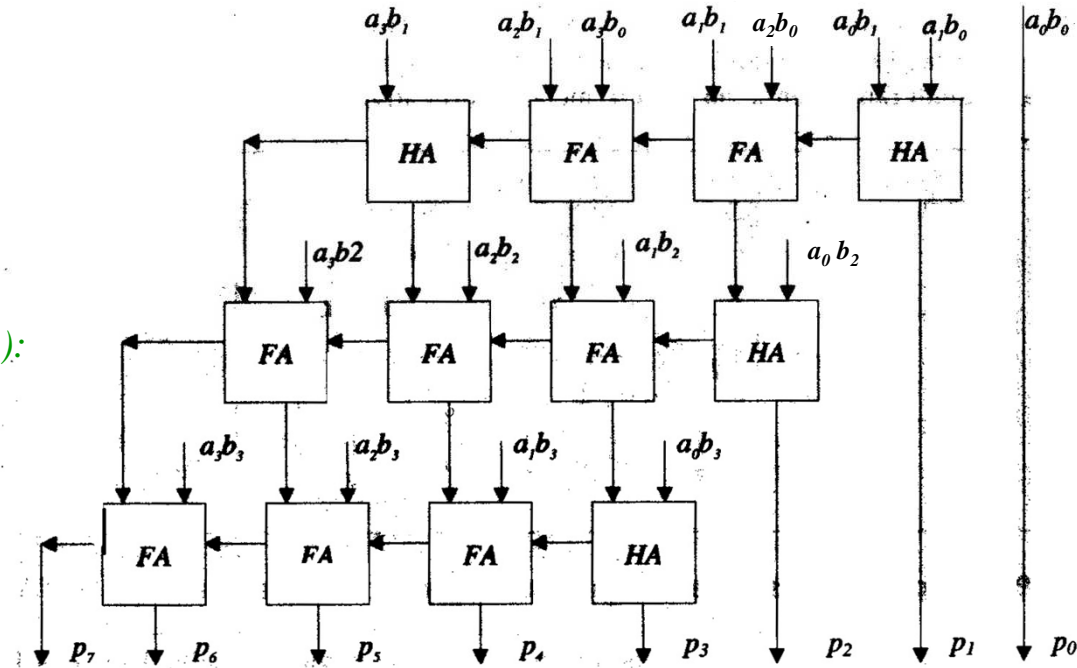 a₃b₁ a₂b₁ a₃b₀ a₁b₁ a₂b₀ a₀b₁ a₁b₀ a₀b₀
HA FA FA HA
a₃b2 a₂b₂ a₁b₂ a₀ b₂
):
FA FA FA HA
a₃b₃ a₂b₃ a₁b₃ a₀b₃
FA FA FA HA
p₇ p₆ p₅ p₄ p₃ p₂ p₁ p₀